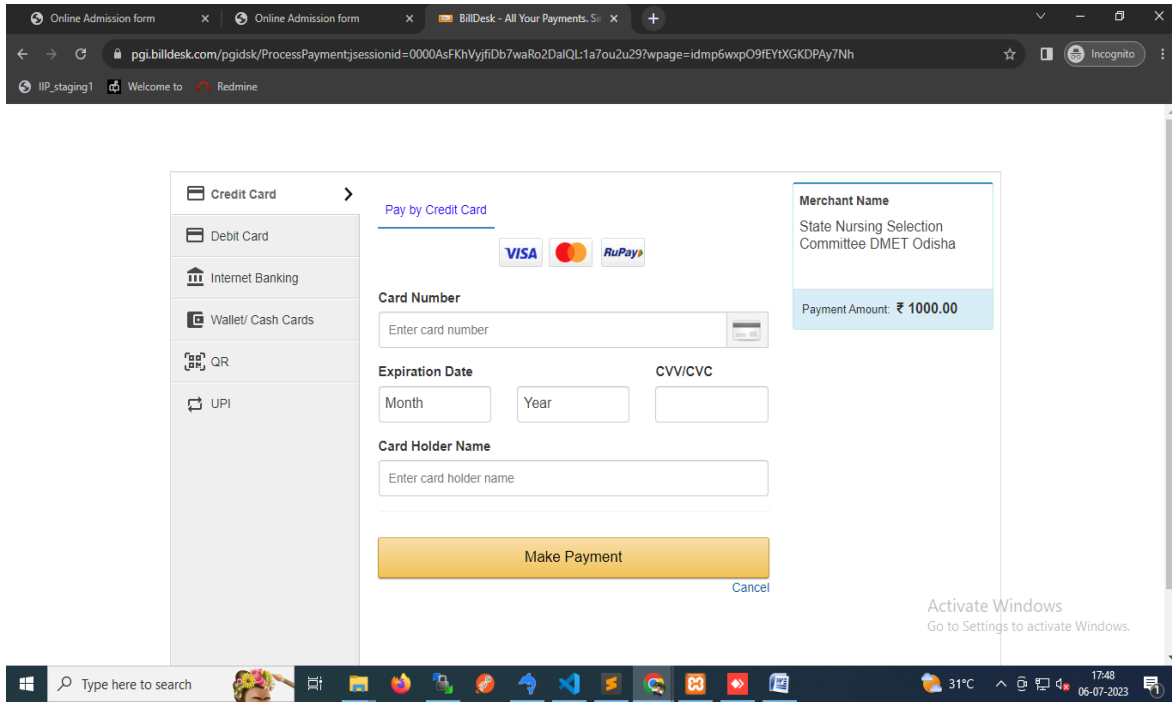 Online Admission form
Online Admission form
BillDesk - All Your Payments. Sin
pgi.billdesk.com/pgidsk/ProcessPayment;jsessionid=0000AsFKhVyjfiDb7waRo2DalQL:1a7ou2u29?wpage=idmp6wxpO9fEYtXGKDPAy7Nh
Incognito
IIP_staging1 Welcome to Redmine
Credit Card
Debit Card
Internet Banking
Wallet/ Cash Cards
QR
UPI
Pay by Credit Card
VISA RuPay
Card Number
Enter card number
Expiration Date CVV/CVC
Month Year
Card Holder Name
Enter card holder name
Make Payment
Cancel
Merchant Name
State Nursing Selection
Committee DMET Odisha
Payment Amount: ₹ 1000.00
Activate Windows
Go to Settings to activate Windows.
Type here to search
31°C
17:48
06-07-2023
1